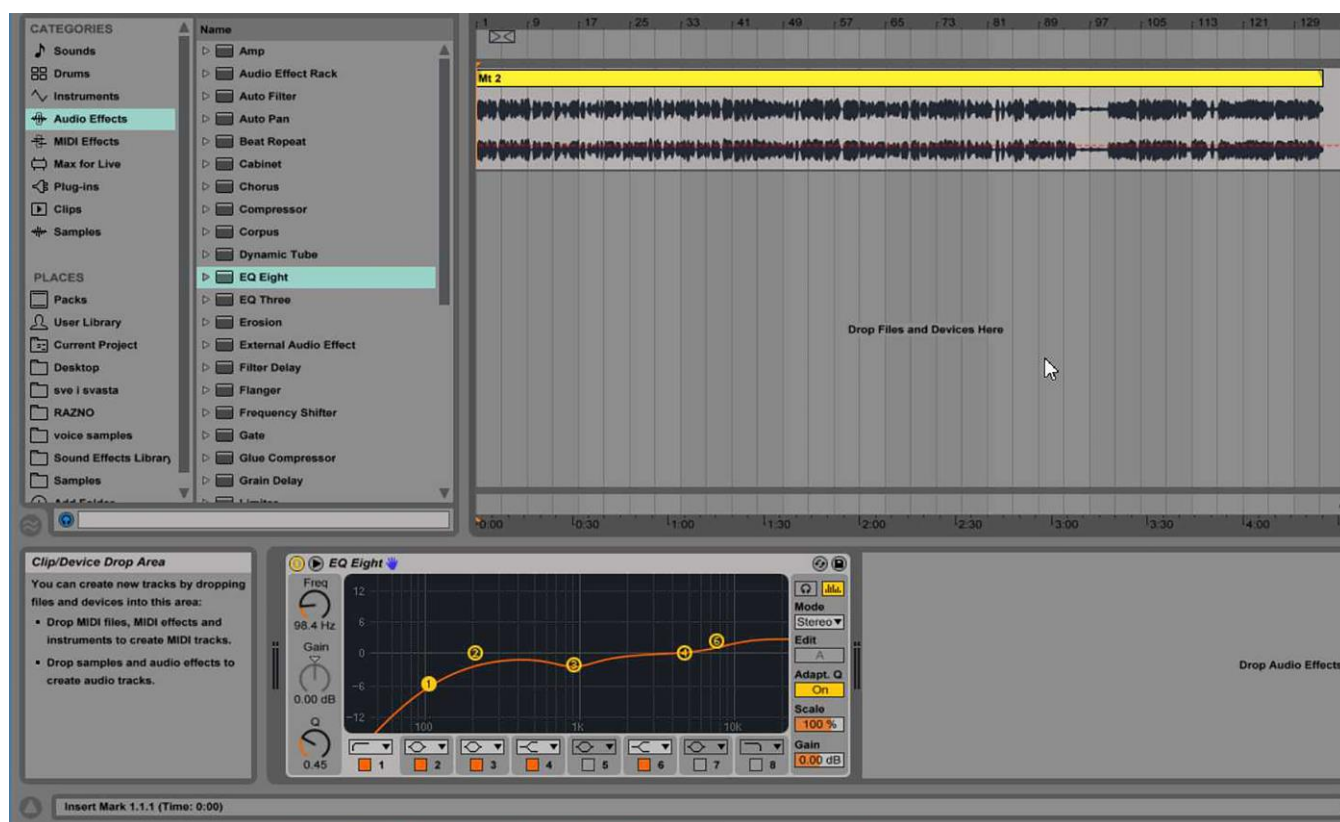 CATEGORIES
Sounds
Drums
Instruments
Audio Effects
MIDI Effects
Max for Live
Plug-ins
Clips
Samples
PLACES
Packs
User Library
Current Project
Desktop
sve i svasta
RAZNO
voice samples
Sound Effects Library
Samples
Add Folder
Name
Amp
Audio Effect Rack
Auto Filter
Auto Pan
Beat Repeat
Cabinet
Chorus
Compressor
Corpus
Dynamic Tube
EQ Eight
EQ Three
Erosion
External Audio Effect
Filter Delay
Flanger
Frequency Shifter
Gate
Glue Compressor
Grain Delay
Limiter
1 9 17 25 33 41 49 57 65 73 81 89 97 105 113 121 129
Mt 2
Drop Files and Devices Here
0:00 0:30 1:00 1:30 2:00 2:30 3:00 3:30 4:00
Clip/Device Drop Area
You can create new tracks by dropping
files and devices into this area:
• Drop MIDI files, MIDI effects and
instruments to create MIDI tracks.
• Drop samples and audio effects to
create audio tracks.
EQ Eight
Freq
98.4 Hz
Gain
0.00 dB
Q
0.45
12
6
0
-6
-12
100 1k 10k
1 2 3 4 6
1 2 3 4 5 6 7 8
Mode
Stereo
Edit
A
Adapt. Q
On
Scale
100 %
Gain
0.00 dB
Drop Audio Effects
Insert Mark 1.1.1 (Time: 0:00)